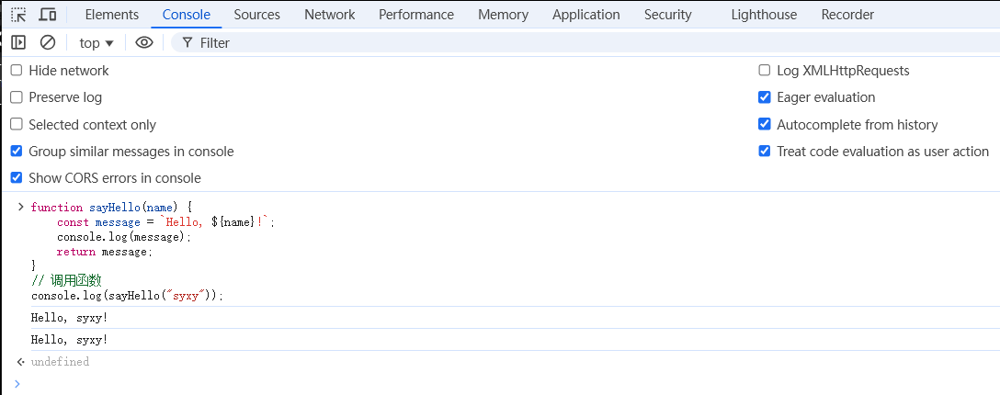 Elements Console Sources Network Performance Memory Application Security Lighthouse Recorder
top Filter
Hide network Log XMLHttpRequests
Preserve log Eager evaluation
Selected context only Autocomplete from history
Group similar messages in console Treat code evaluation as user action
Show CORS errors in console
function sayHello(name) {
    const message = `Hello, ${name}!`;
    console.log(message);
    return message;
}
// 调用函数
console.log(sayHello("syxy"));
Hello, syxy!
Hello, syxy!
undefined